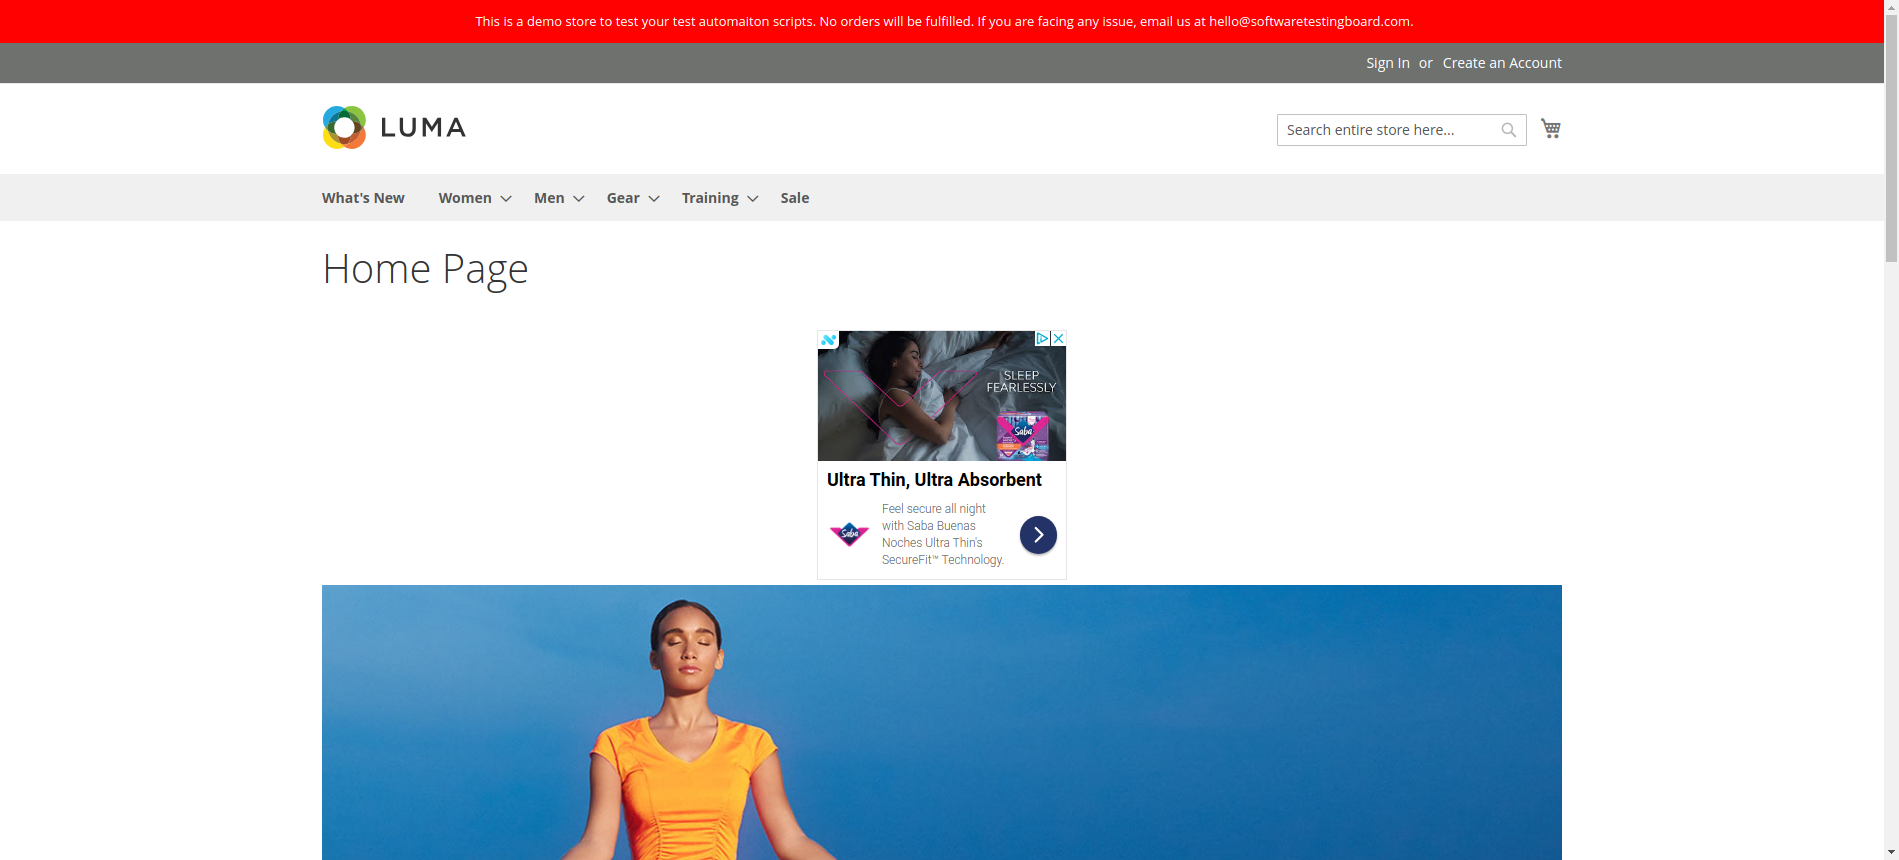 This is a demo store to test your test automaiton scripts. No orders will be fulfilled. If you are facing any issue, email us at hello@softwaretestingboard.com.
Sign In or Create an Account
LUMA
Search entire store here...
What's New Women Men Gear Training Sale
Home Page
SLEEP
FEARLESSLY
Saba
Ultra Thin, Ultra Absorbent
Feel secure all night
with Saba Buenas
Noches Ultra Thin's
SecureFit™ Technology.
Saba